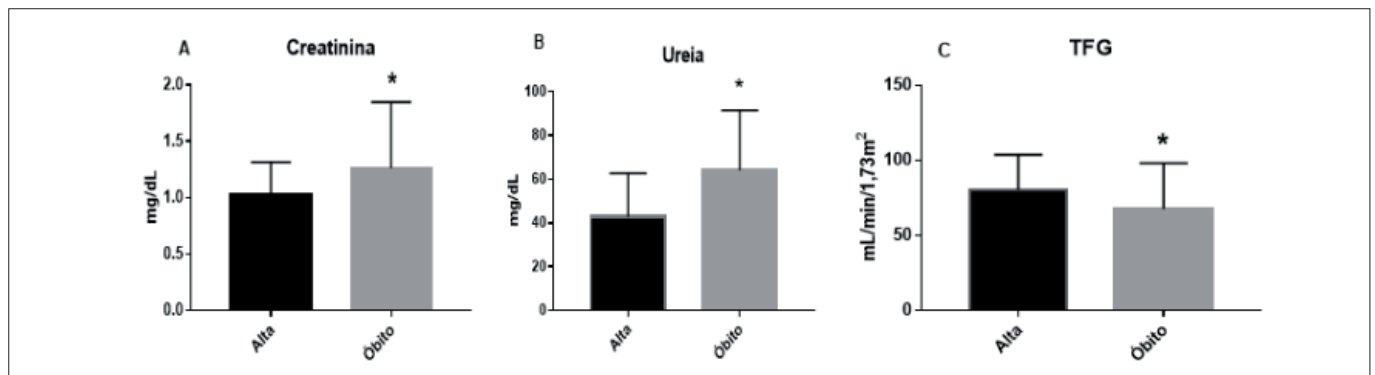 A
Creatinina
mg/dL
2.0
1.5
1.0
0.5
0.0
*
Alta
Óbito
B
Ureia
mg/dL
100
80
60
40
20
0
*
Alta
Óbito
C
TFG
mL/min/1,73m²
150
100
50
0
*
Alta
Óbito